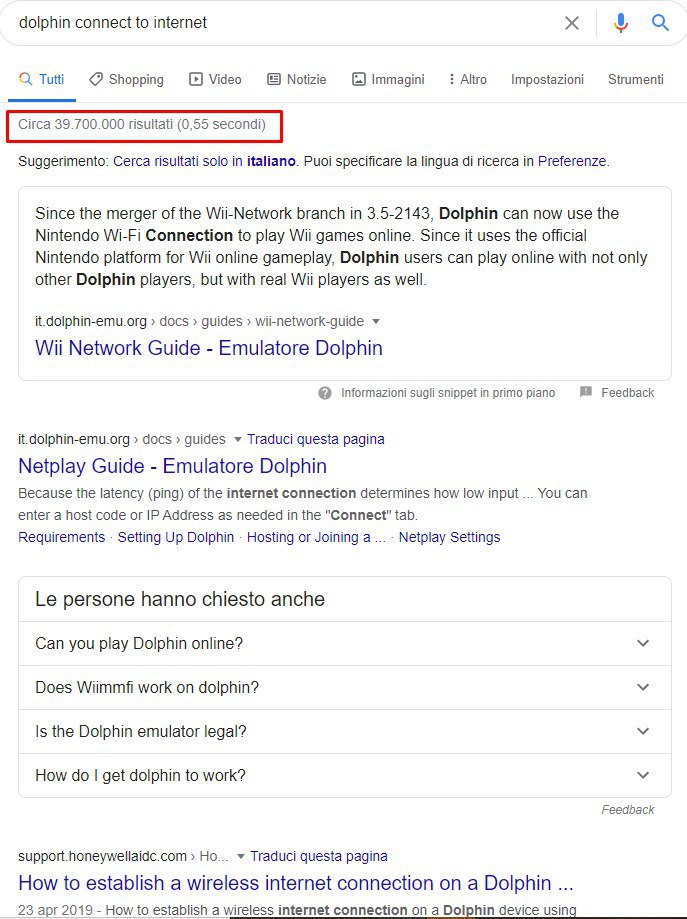 dolphin connect to internet
Tutti Shopping Video Notizie Immagini Altro Impostazioni Strumenti
Circa 39.700.000 risultati (0,55 secondi)
Suggerimento: Cerca risultati solo in italiano. Puoi specificare la lingua di ricerca in Preferenze.
Since the merger of the Wii-Network branch in 3.5-2143, Dolphin can now use the
Nintendo Wi-Fi Connection to play Wii games online. Since it uses the official
Nintendo platform for Wii online gameplay, Dolphin users can play online with not only
other Dolphin players, but with real Wii players as well.
it.dolphin-emu.org › docs › guides › wii-network-guide
Wii Network Guide - Emulatore Dolphin
Informazioni sugli snippet in primo piano Feedback
it.dolphin-emu.org › docs › guides Traduci questa pagina
Netplay Guide - Emulatore Dolphin
Because the latency (ping) of the internet connection determines how low input ... You can
enter a host code or IP Address as needed in the "Connect" tab.
Requirements · Setting Up Dolphin · Hosting or Joining a ... · Netplay Settings
Le persone hanno chiesto anche
Can you play Dolphin online?
Does Wiimmfi work on dolphin?
Is the Dolphin emulator legal?
How do I get dolphin to work?
Feedback
support.honeywellaidc.com › Ho... Traduci questa pagina
How to establish a wireless internet connection on a Dolphin ...
23 apr 2019 - How to establish a wireless internet connection on a Dolphin device using